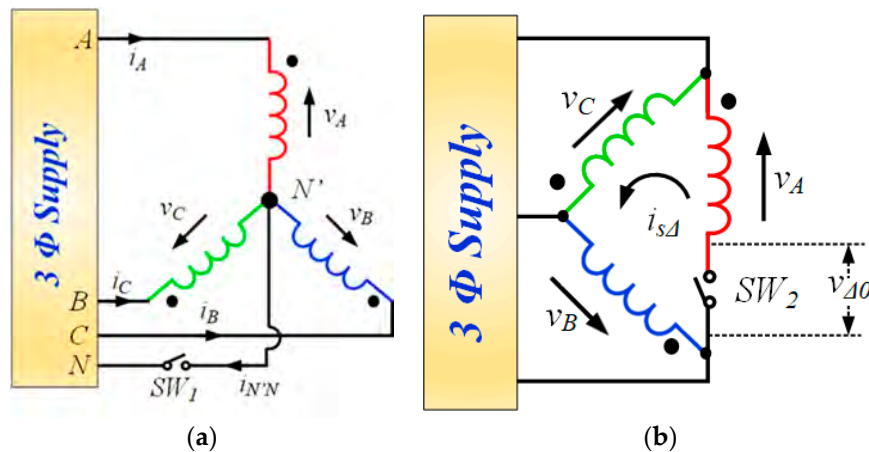 3 Φ Supply
A
i_A
v_A
N'
v_C
v_B
i_C
B
i_B
C
N
SW_1
i_N'N
(a)
3 Φ Supply
v_C
v_A
i_sΔ
SW_2
v_Δ0
v_B
(b)